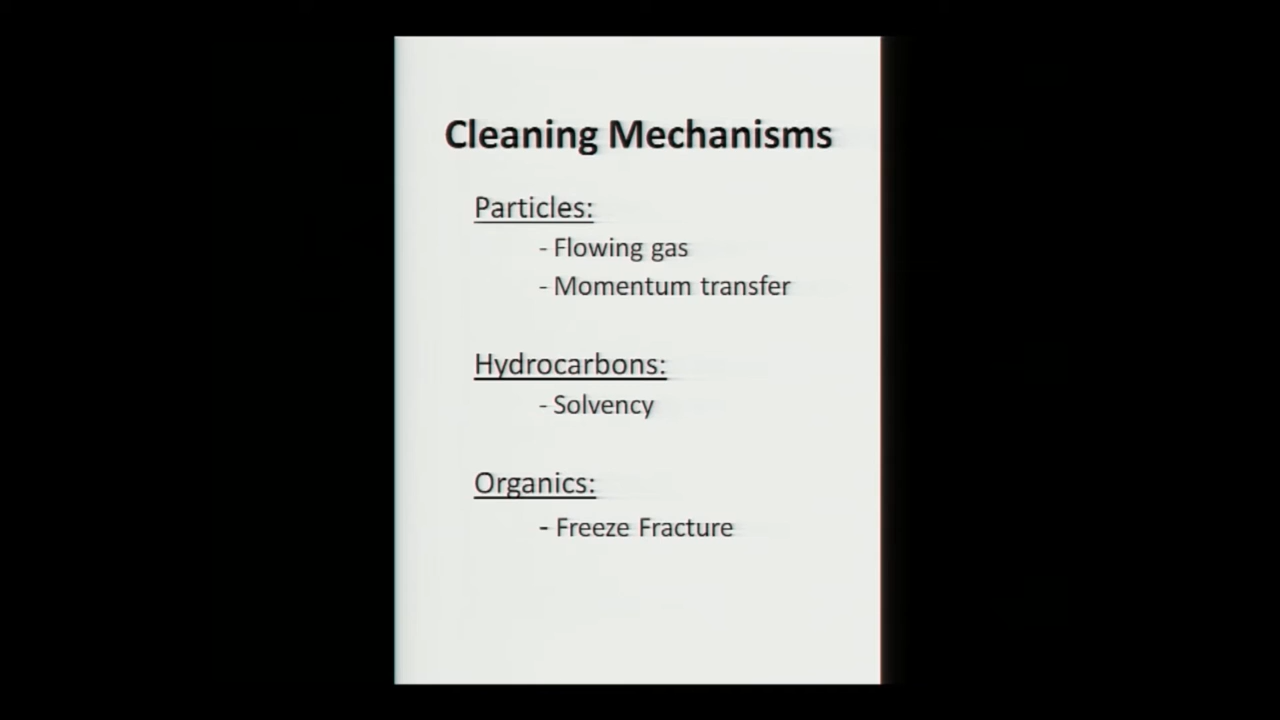 Cleaning Mechanisms
Particles:
- Flowing gas
- Momentum transfer
Hydrocarbons:
- Solvency
Organics:
- Freeze Fracture